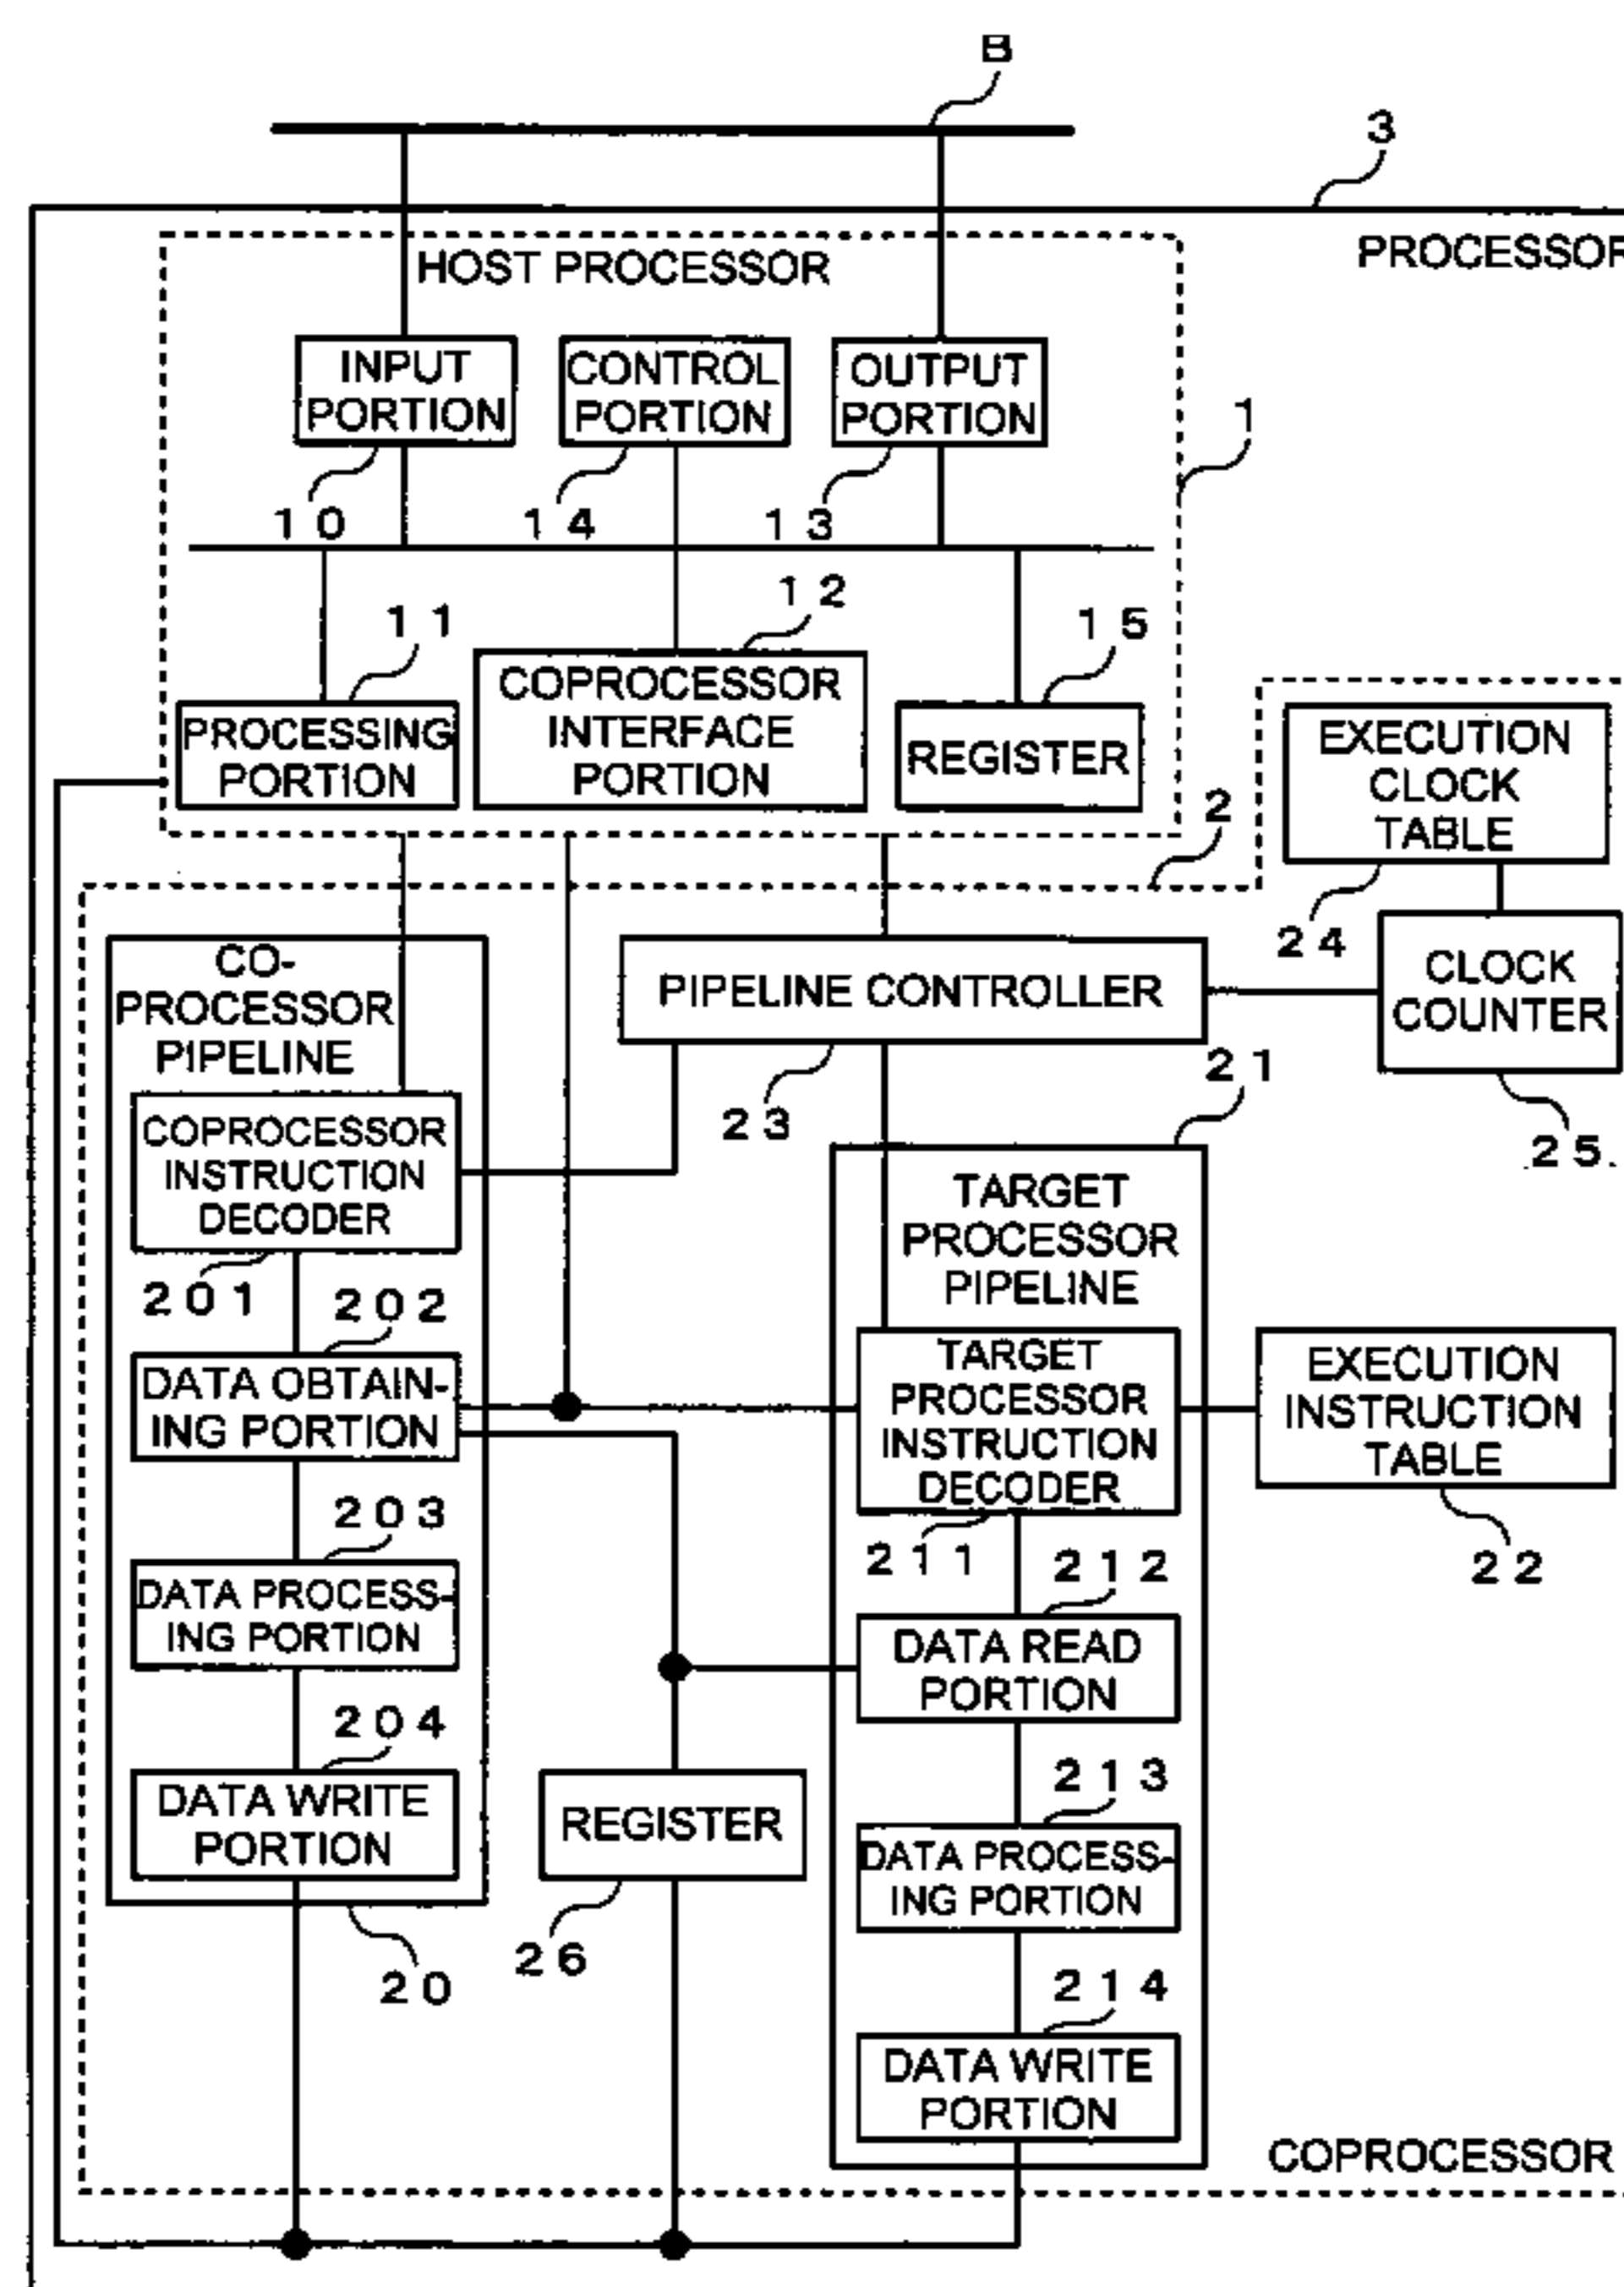 B
3
PROCESSOR
HOST PROCESSOR
INPUT
PORTION
CONTROL
PORTION
OUTPUT
PORTION
1
10
14
13
11
12
15
PROCESSING
PORTION
COPROCESSOR
INTERFACE
PORTION
REGISTER
2
EXECUTION
CLOCK
TABLE
24
CO-
PROCESSOR
PIPELINE
PIPELINE CONTROLLER
CLOCK
COUNTER
23
21
25
COPROCESSOR
INSTRUCTION
DECODER
201
TARGET
PROCESSOR
PIPELINE
202
DATA OBTAIN-
ING PORTION
TARGET
PROCESSOR
INSTRUCTION
DECODER
EXECUTION
INSTRUCTION
TABLE
203
211
212
22
DATA PROCESS-
ING PORTION
DATA READ
PORTION
204
213
DATA WRITE
PORTION
REGISTER
DATA PROCESS-
ING PORTION
20
26
214
DATA WRITE
PORTION
COPROCESSOR